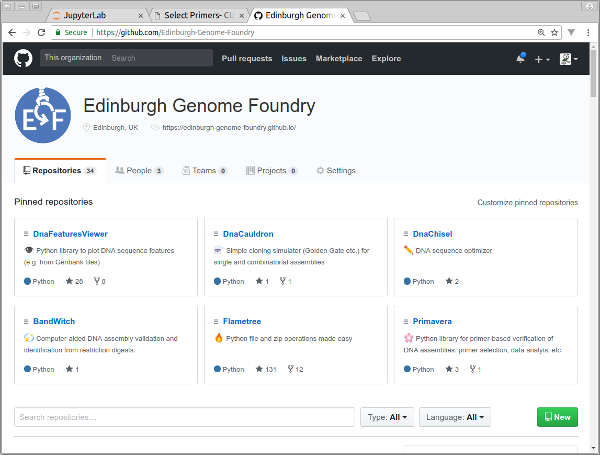 JupyterLab
Select Primers- CU
Edinburgh Genome
Secure https://github.com/Edinburgh-Genome-Foundry
This organization Search
Pull requests Issues Marketplace Explore
E G F
Edinburgh Genome Foundry
Edinburgh, UK https://edinburgh-genome-foundry.github.io/
Repositories 34 People 3 Teams 0 Projects 0 Settings
Pinned repositories Customize pinned repositories
DnaFeaturesViewer
Python library to plot DNA sequence features
(e.g. from Genbank files)
Python 28 8
DnaCauldron
Simple cloning simulator (Golden Gate etc.) for
single and combinatorial assemblies
Python 1 1
DnaChisel
DNA sequence optimizer
Python 2
BandWitch
Computer-aided DNA assembly validation and
identification from restriction digests.
Python 1
Flametree
Python file and zip operations made easy
Python 131 12
Primavera
Python library for primer-based verification of
DNA assemblies: primer selection, data analyis, etc.
Python 3 1
Search repositories…
Type: All
Language: All
New